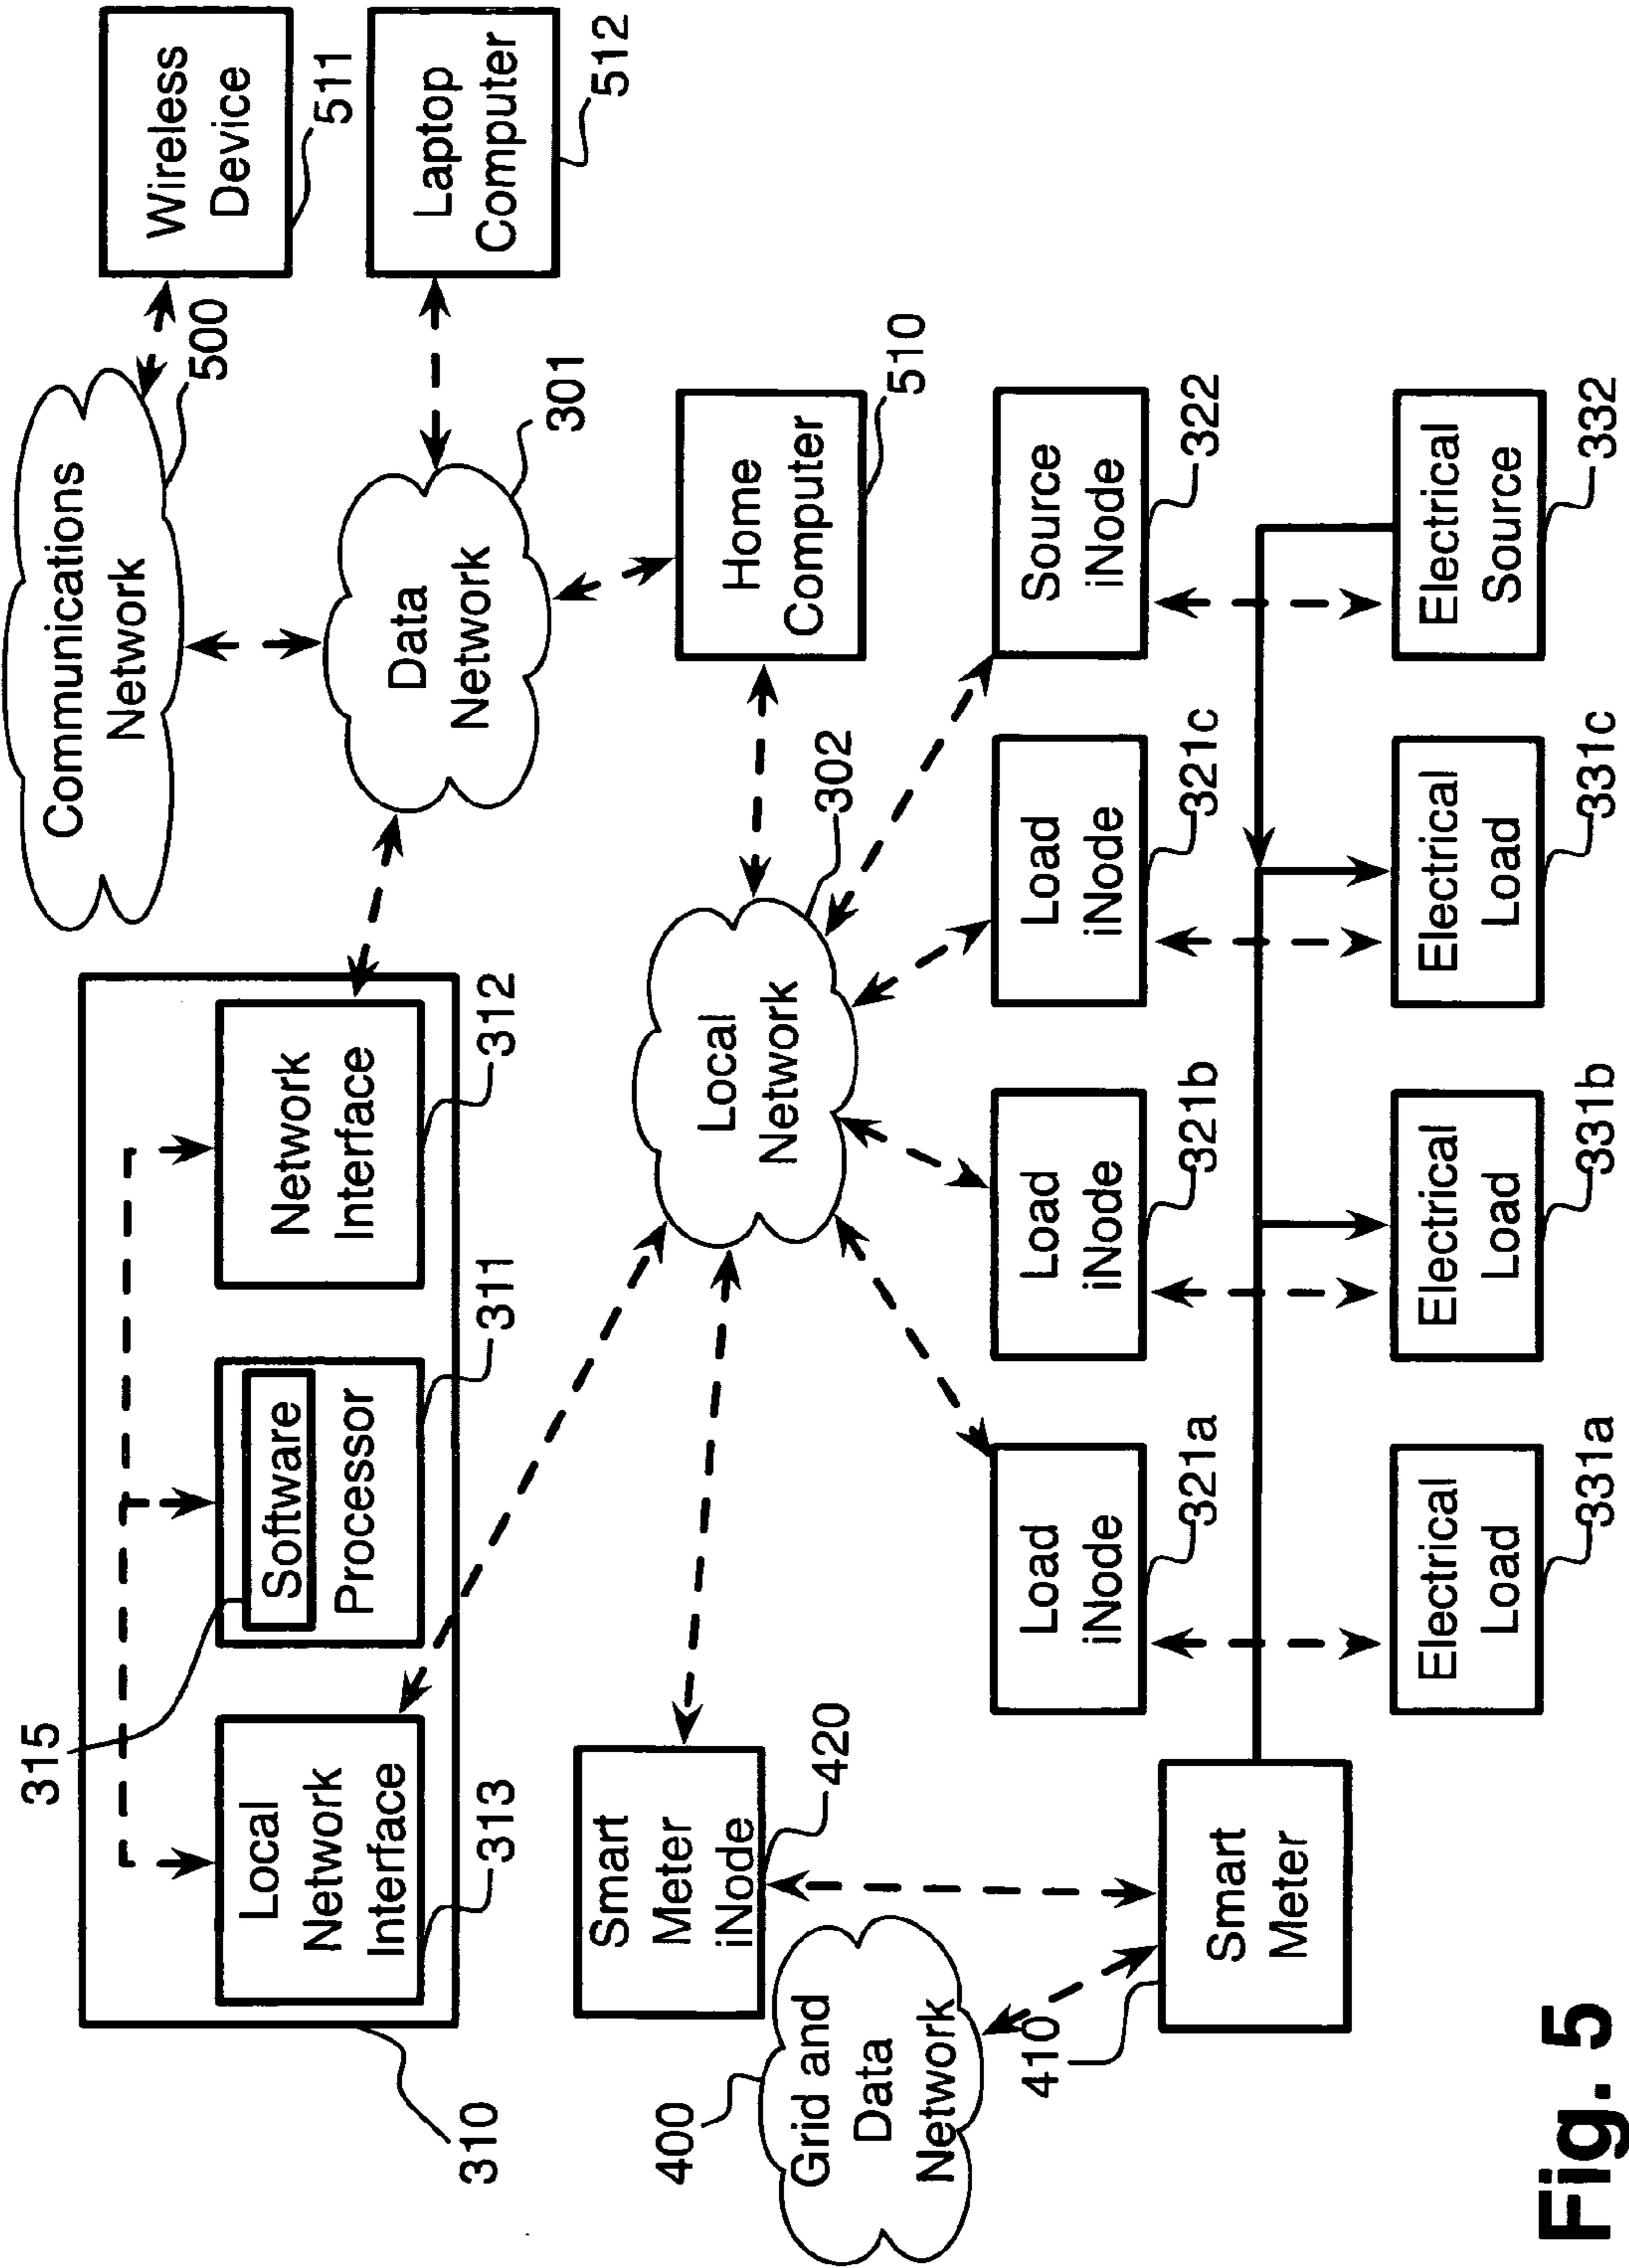 Communications
Network
500
Wireless
Device
511
Laptop
Computer
512
Data
Network
301
Home
Computer
510
310
315
Local
Network
Interface
313
Software
Processor
311
Network
Interface
312
Local
Network
302
Smart
Meter
iNode
420
400
Grid and
Data
Network
410
Smart
Meter
Load
iNode
321a
Load
iNode
321b
Load
iNode
321c
Source
iNode
322
Electrical
Load
331a
Electrical
Load
331b
Electrical
Load
331c
Electrical
Source
332
Fig. 5